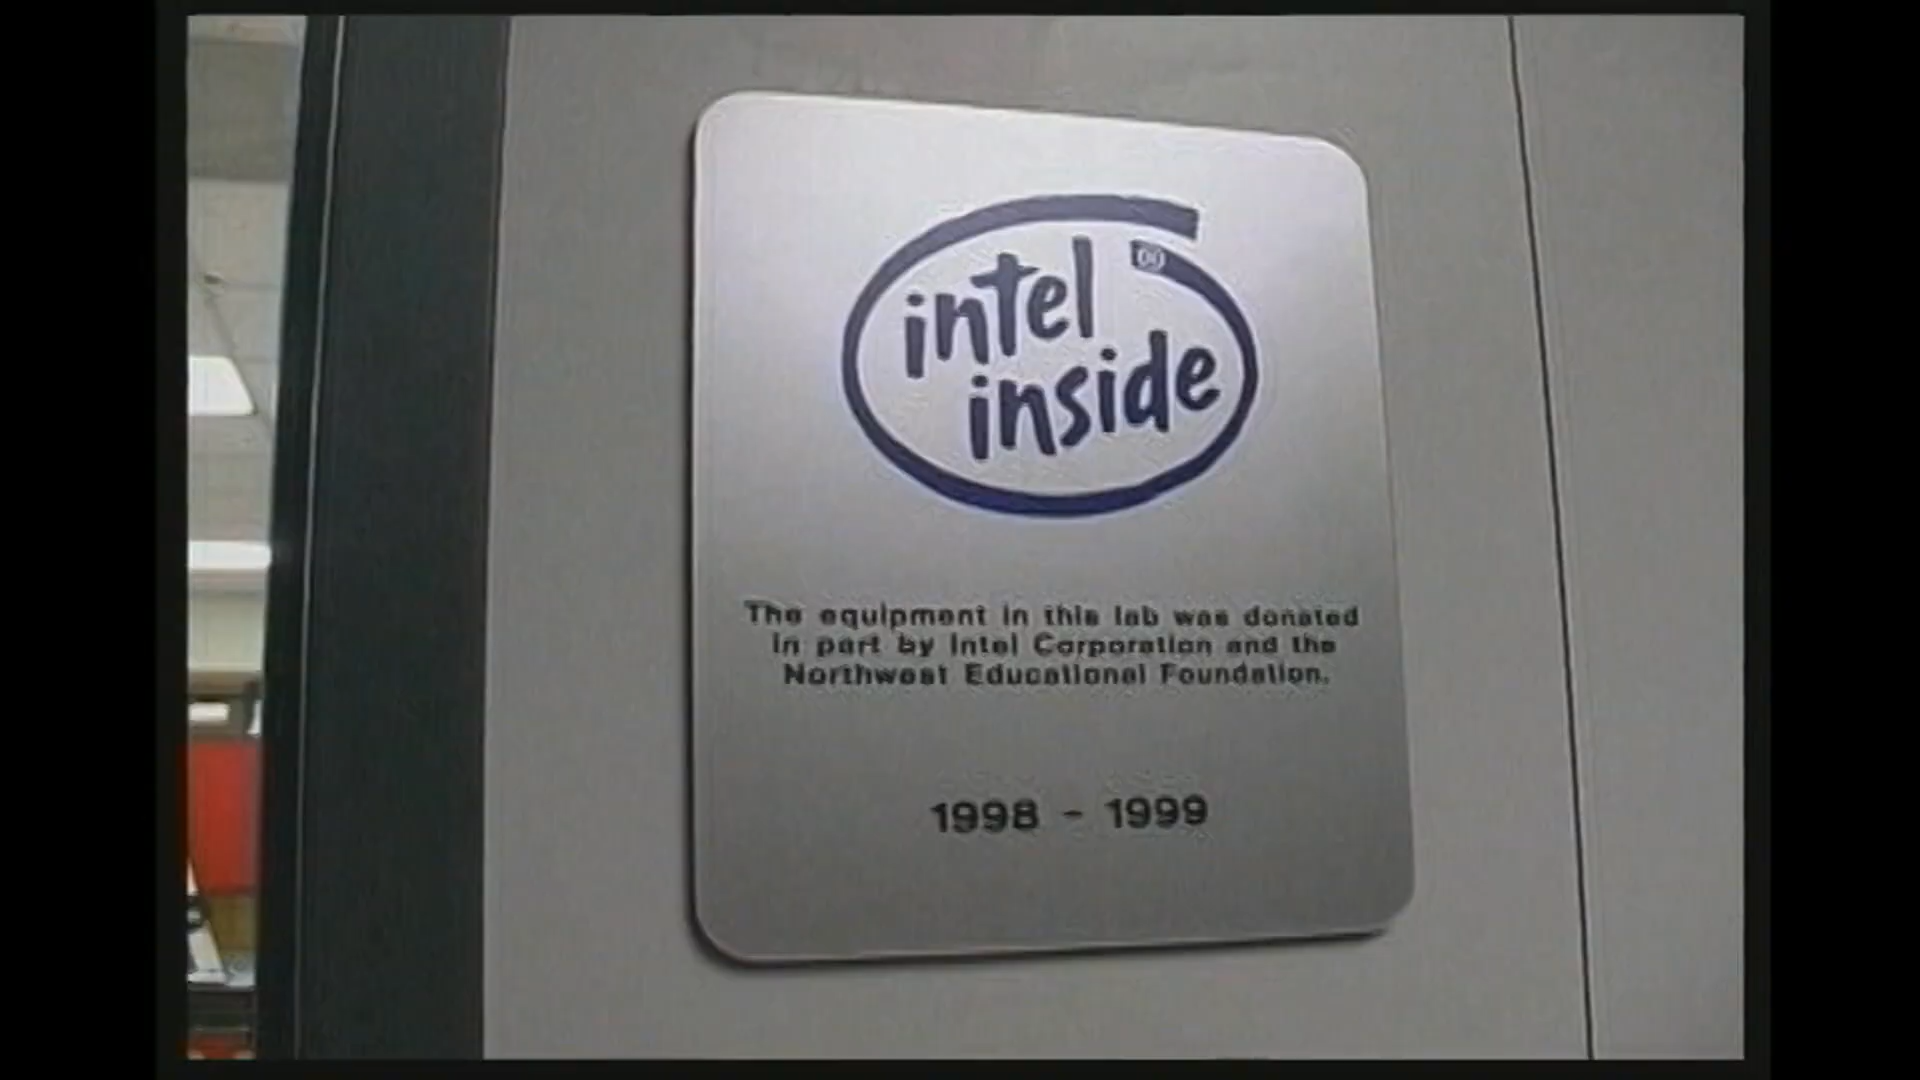 intel
inside
The equipment in this lab was donated
in part by Intel Corporation and the
Northwest Educational Foundation.
1998 - 1999